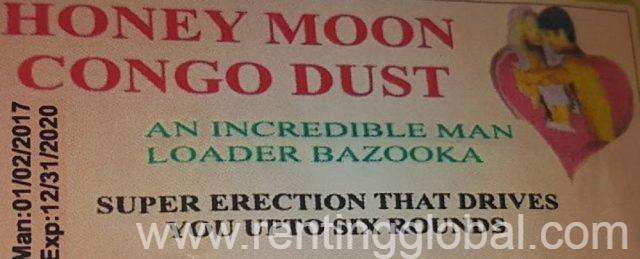 HONEY MOON
CONGO DUST
AN INCREDIBLE MAN
LOADER BAZOOKA
SUPER ERECTION THAT DRIVES
YOU UPTO SIX ROUNDS
Man:01/02/2017
Exp:12/31/2020
www.rentingglobal.com